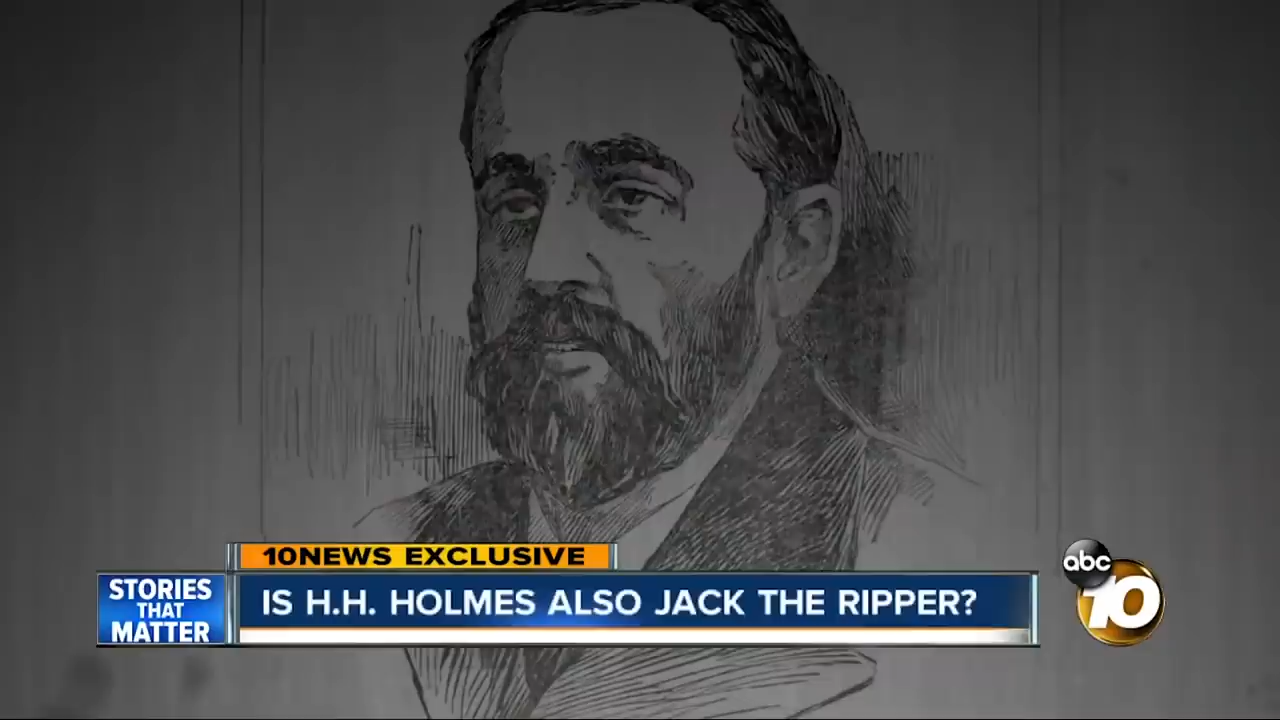 10NEWS EXCLUSIVE
STORIES
THAT
MATTER
IS H.H. HOLMES ALSO JACK THE RIPPER?
abc
10